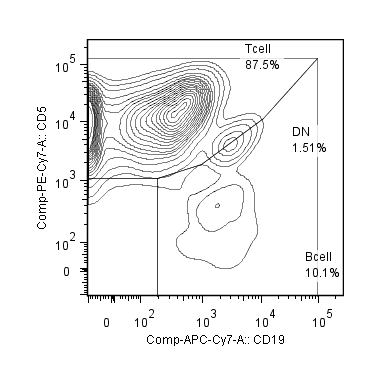 Tcell
87.5%
10^5
10^4
DN
1.51%
10^3
10^2
Bcell
10.1%
0
0 10^2 10^3 10^4 10^5
Comp-PE-Cy7-A:: CD5
Comp-APC-Cy7-A:: CD19